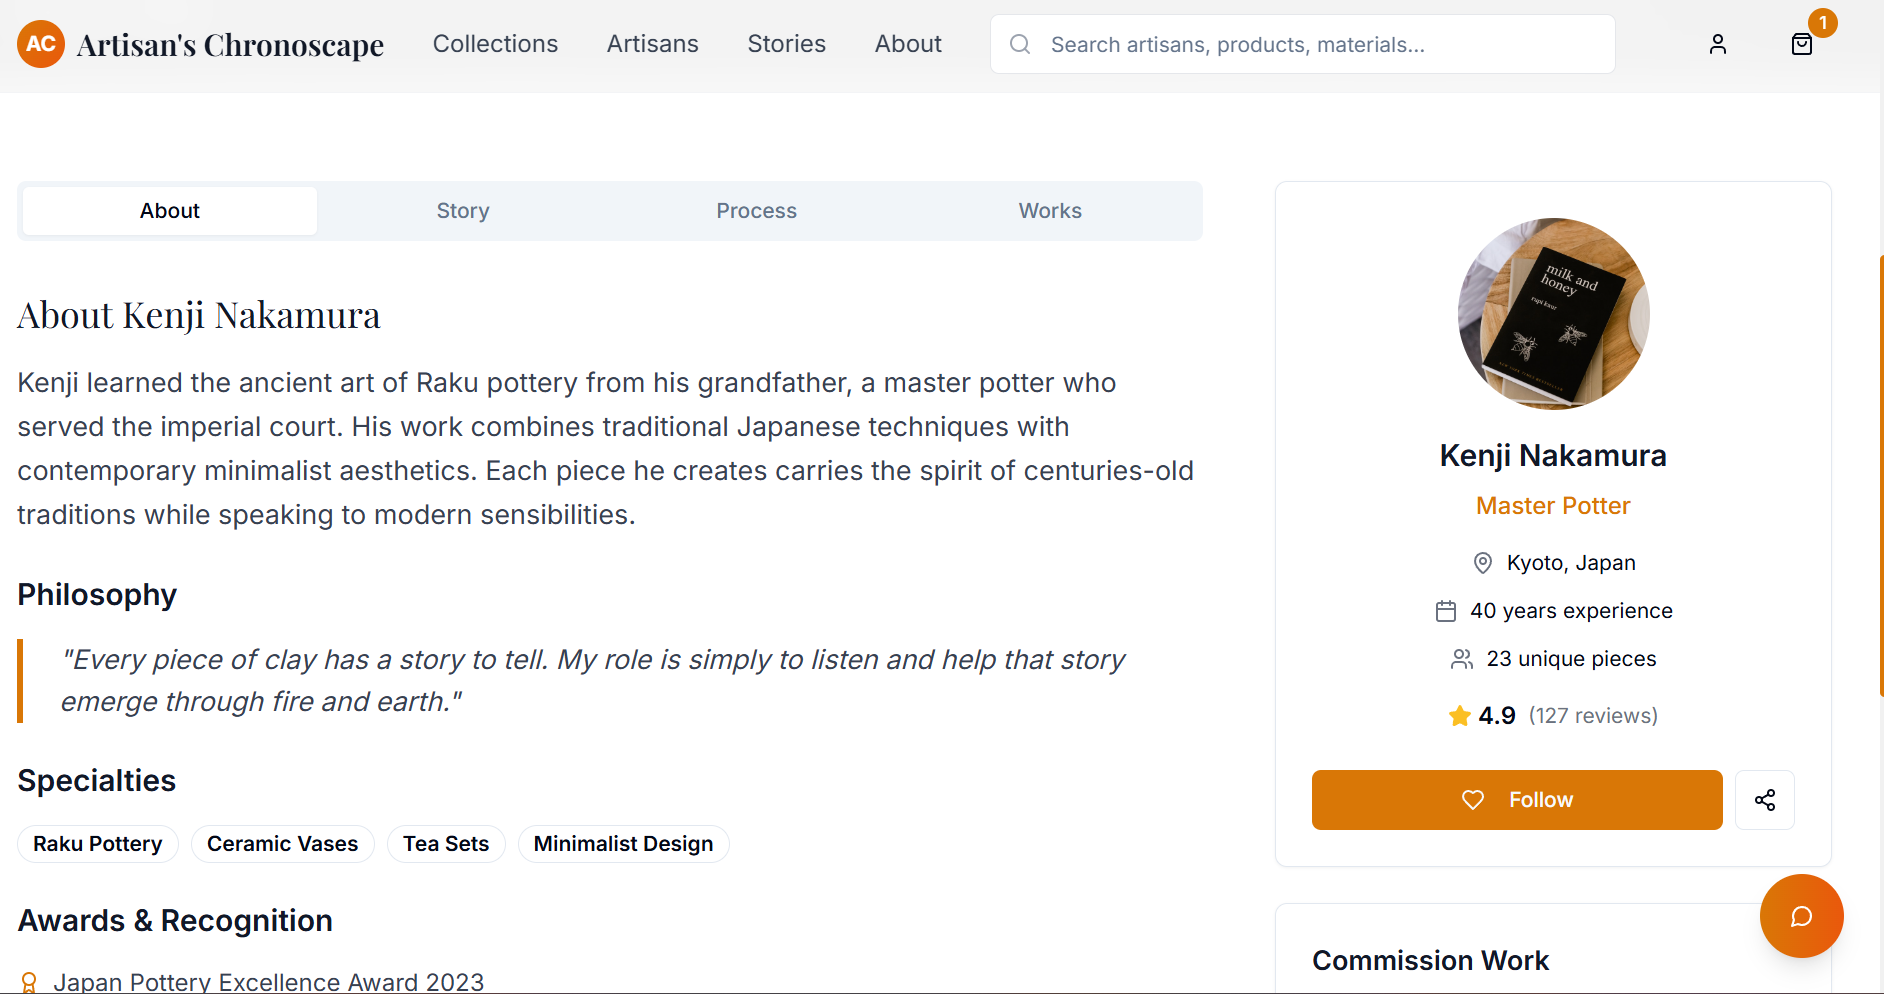 AC Artisan's Chronoscape Collections Artisans Stories About Search artisans, products, materials... 1
About Story Process Works
About Kenji Nakamura
Kenji learned the ancient art of Raku pottery from his grandfather, a master potter who
served the imperial court. His work combines traditional Japanese techniques with
contemporary minimalist aesthetics. Each piece he creates carries the spirit of centuries-old
traditions while speaking to modern sensibilities.
Philosophy
"Every piece of clay has a story to tell. My role is simply to listen and help that story
emerge through fire and earth."
Specialties
Raku Pottery Ceramic Vases Tea Sets Minimalist Design
Awards & Recognition
Japan Pottery Excellence Award 2023
milk and
honey
rupi kaur
Kenji Nakamura
Master Potter
Kyoto, Japan
40 years experience
23 unique pieces
4.9 (127 reviews)
Follow
Commission Work